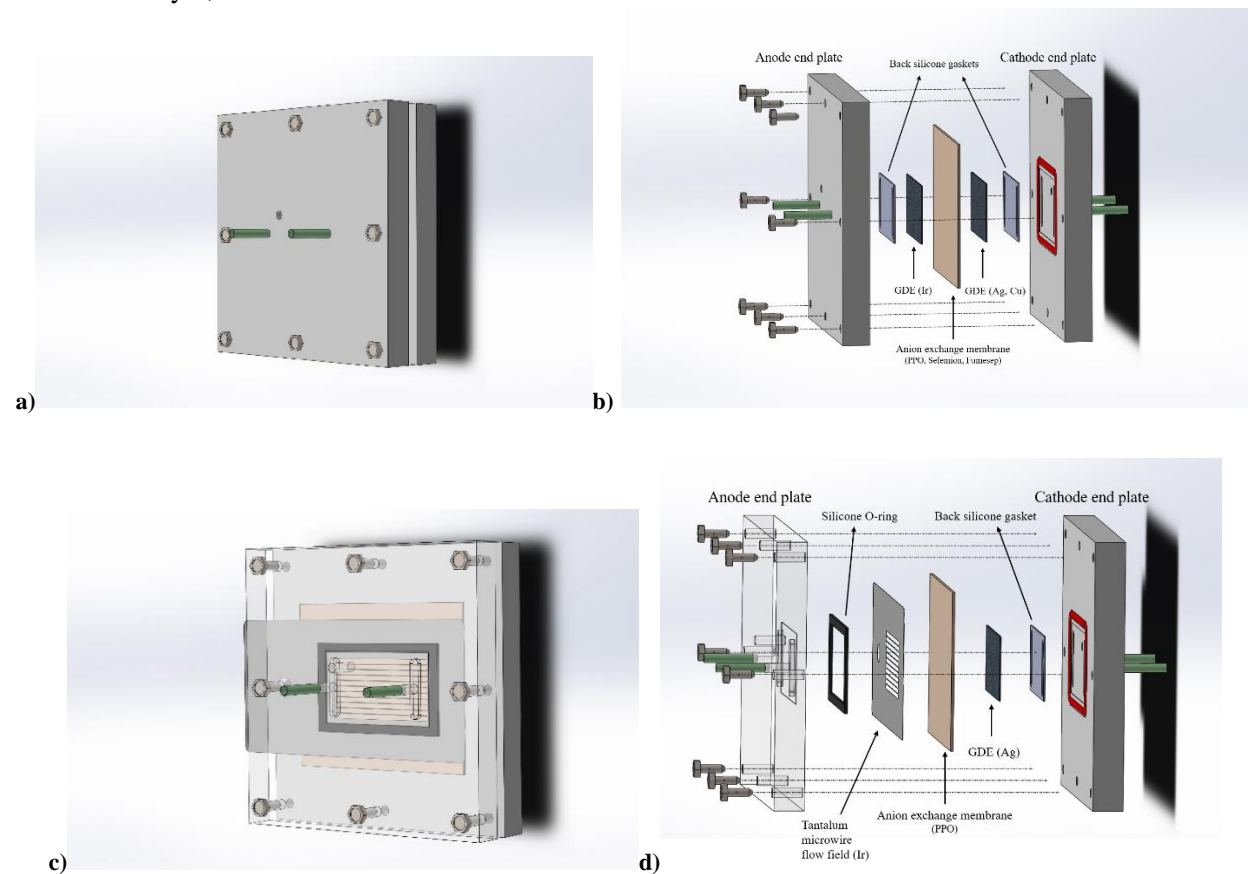 a)
b)
Anode end plate
Back silicone gaskets
Cathode end plate
GDE (Ir)
GDE (Ag, Cu)
Anion exchange membrane
(PPO, Selemion, Fumesep)
c)
d)
Anode end plate
Cathode end plate
Silicone O-ring
Back silicone gasket
GDE (Ag)
Anion exchange membrane
(PPO)
Tantalum
microwire
flow field (Ir)